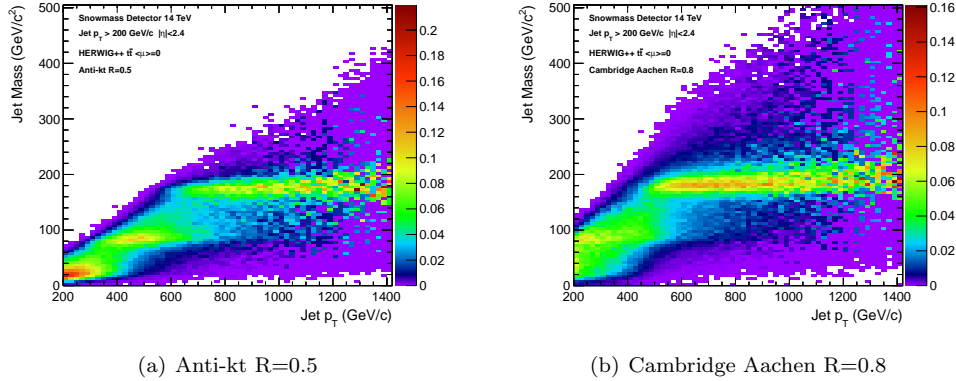 Snowmass Detector 14 TeV
Jet p_T > 200 GeV/c |η|<2.4
HERWIG++ tt̄ <μ>=0
Anti-kt R=0.5
Jet Mass (GeV/c²)
500
400
300
200
100
0
200 400 600 800 1000 1200 1400
Jet p_T (GeV/c)
0.2
0.18
0.16
0.14
0.12
0.1
0.08
0.06
0.04
0.02
0
(a) Anti-kt R=0.5
Snowmass Detector 14 TeV
Jet p_T > 200 GeV/c |η|<2.4
HERWIG++ tt̄ <μ>=0
Cambridge Aachen R=0.8
Jet Mass (GeV/c²)
500
400
300
200
100
0
200 400 600 800 1000 1200 1400
Jet p_T (GeV/c)
0.16
0.14
0.12
0.1
0.08
0.06
0.04
0.02
0
(b) Cambridge Aachen R=0.8